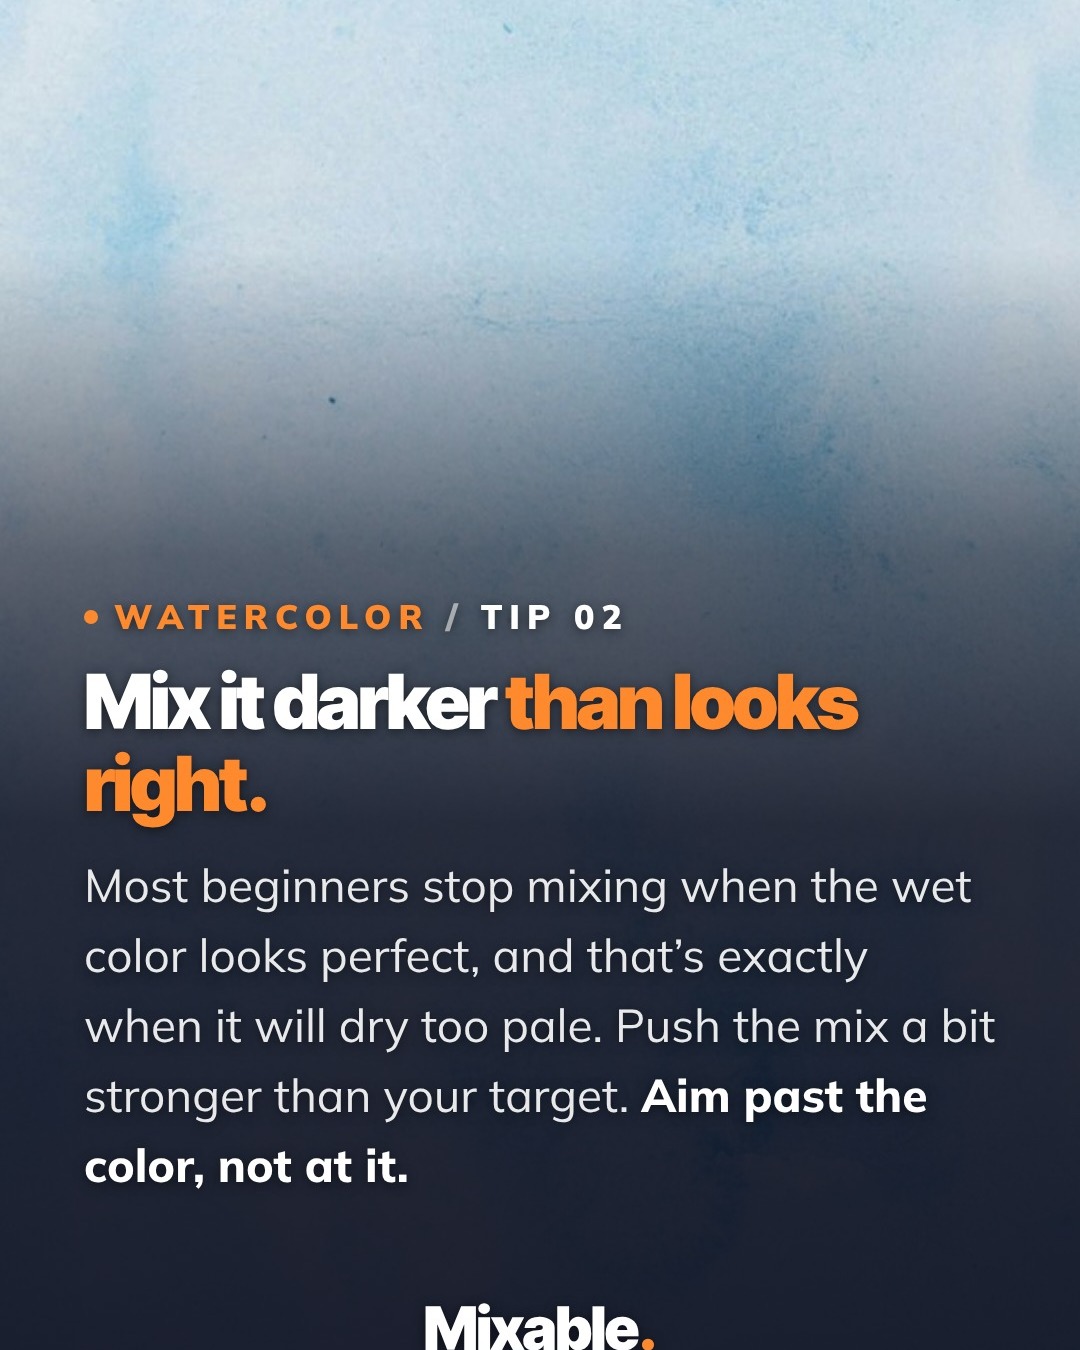 • WATERCOLOR / TIP 02
Mix it darker than looks
right.
Most beginners stop mixing when the wet
color looks perfect, and that’s exactly
when it will dry too pale. Push the mix a bit
stronger than your target. Aim past the
color, not at it.
Mixable.